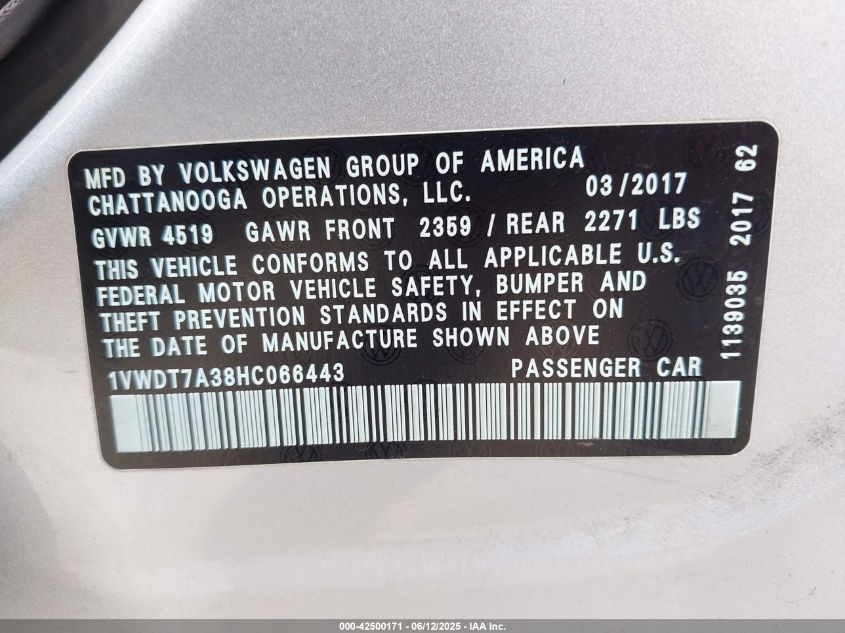 MFD BY VOLKSWAGEN GROUP OF AMERICA
CHATTANOOGA OPERATIONS, LLC. 03/2017
GVWR 4519 GAWR FRONT 2359 / REAR 2271 LBS
THIS VEHICLE CONFORMS TO ALL APPLICABLE U.S.
FEDERAL MOTOR VEHICLE SAFETY, BUMPER AND
THEFT PREVENTION STANDARDS IN EFFECT ON
THE DATE OF MANUFACTURE SHOWN ABOVE
1VWDT7A38HC066443 PASSENGER CAR
1139035 2017 62
000-42500171 - 06/12/2025 - IAA Inc.